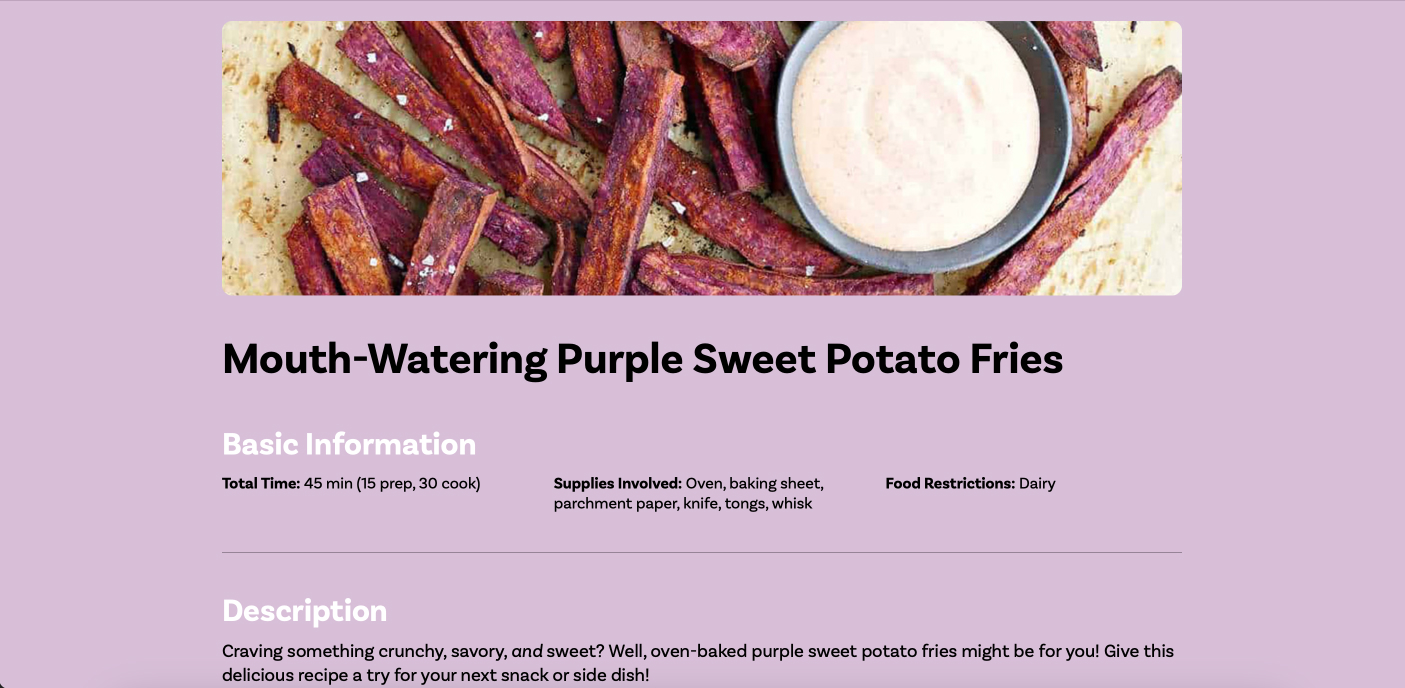 Mouth-Watering Purple Sweet Potato Fries
Basic Information
Total Time: 45 min (15 prep, 30 cook)
Supplies Involved: Oven, baking sheet,
parchment paper, knife, tongs, whisk
Food Restrictions: Dairy
Description
Craving something crunchy, savory, and sweet? Well, oven-baked purple sweet potato fries might be for you! Give this
delicious recipe a try for your next snack or side dish!